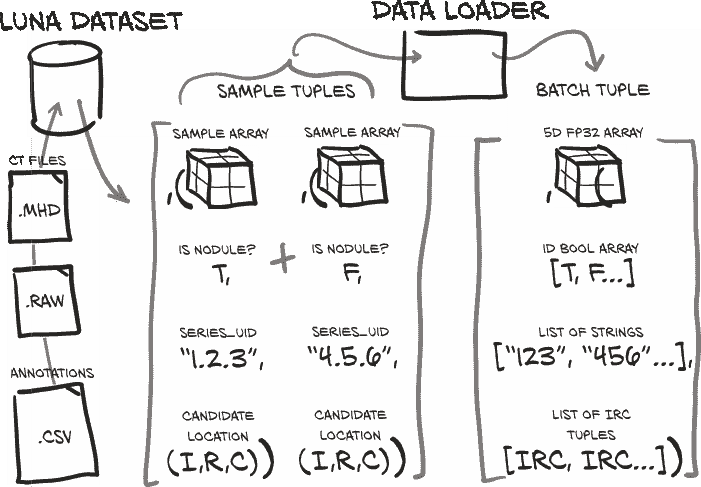 LUNA DATASET
DATA LOADER
SAMPLE TUPLES
BATCH TUPLE
CT FILES
.MHD
.RAW
ANNOTATIONS
.CSV
SAMPLE ARRAY
SAMPLE ARRAY
5D FP32 ARRAY
(
,
(
,
(
,
IS NODULE?
T,
+
IS NODULE?
F,
1D BOOL ARRAY
[T, F...]
SERIES_UID
"1.2.3",
SERIES_UID
"4.5.6",
LIST OF STRINGS
["123", "456"...],
CANDIDATE
LOCATION
(I,R,C))
CANDIDATE
LOCATION
(I,R,C))
LIST OF IRC
TUPLES
[IRC, IRC...])